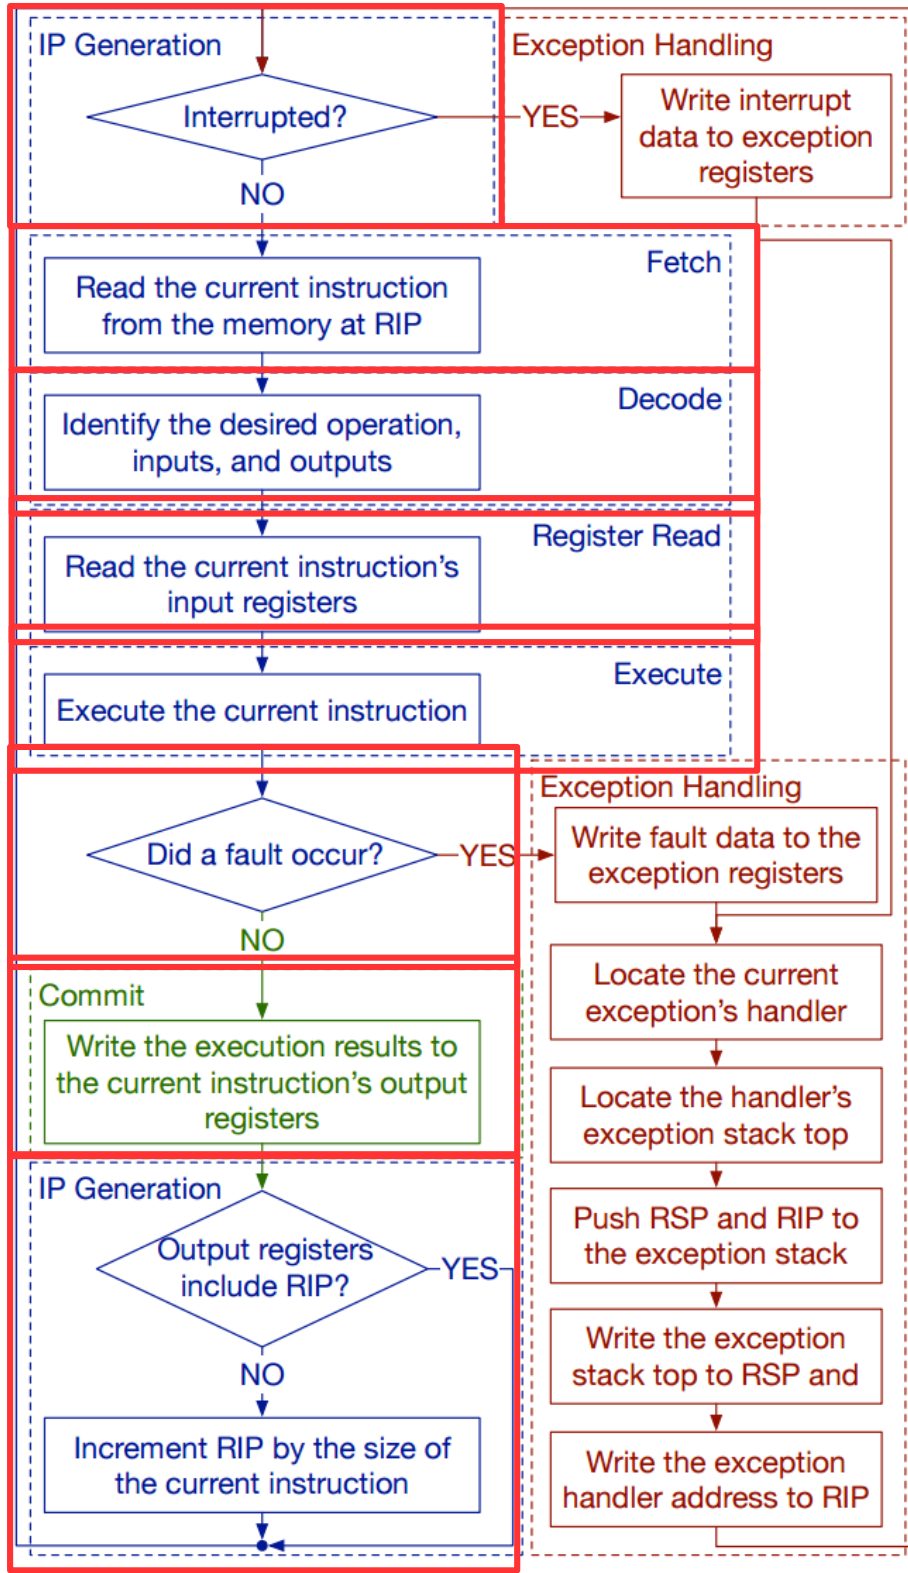 IP Generation
Exception Handling
Interrupted?
YES
Write interrupt
data to exception
registers
NO
Fetch
Read the current instruction
from the memory at RIP
Decode
Identify the desired operation,
inputs, and outputs
Register Read
Read the current instruction's
input registers
Execute
Execute the current instruction
Exception Handling
Did a fault occur?
YES
Write fault data to the
exception registers
NO
Locate the current
exception's handler
Commit
Write the execution results to
the current instruction's output
registers
Locate the handler's
exception stack top
IP Generation
Output registers
include RIP?
YES
Push RSP and RIP to
the exception stack
NO
Write the exception
stack top to RSP and
Increment RIP by the size of
the current instruction
Write the exception
handler address to RIP